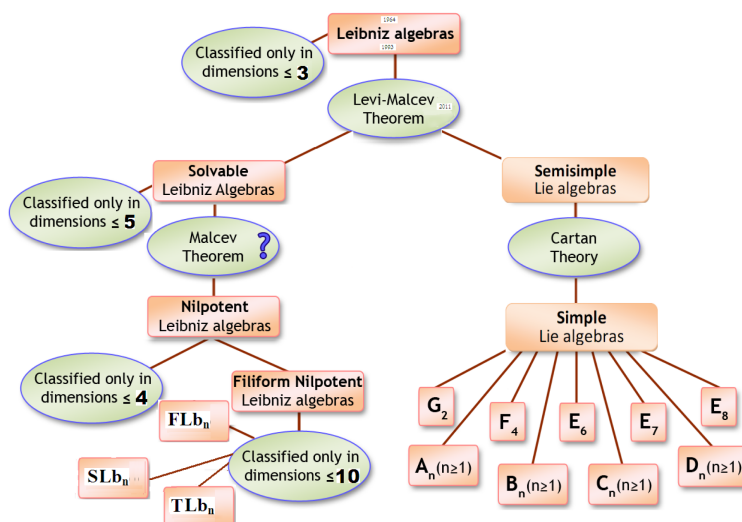 1964
Leibniz algebras
1993
Classified only in
dimensions ≤ 3
Levi-Malcev
Theorem
2011
Solvable
Leibniz Algebras
Semisimple
Lie algebras
Classified only in
dimensions ≤ 5
Malcev
Theorem
?
Cartan
Theory
Nilpotent
Leibniz algebras
Simple
Lie algebras
Classified only in
dimensions ≤ 4
Filiform Nilpotent
Leibniz algebras
G₂
F₄
E₆
E₇
E₈
FLbₙ
Classified only in
dimensions ≤10
SLbₙ
TLbₙ
Aₙ(n≥1)
Bₙ(n≥1)
Cₙ(n≥1)
Dₙ(n≥1)